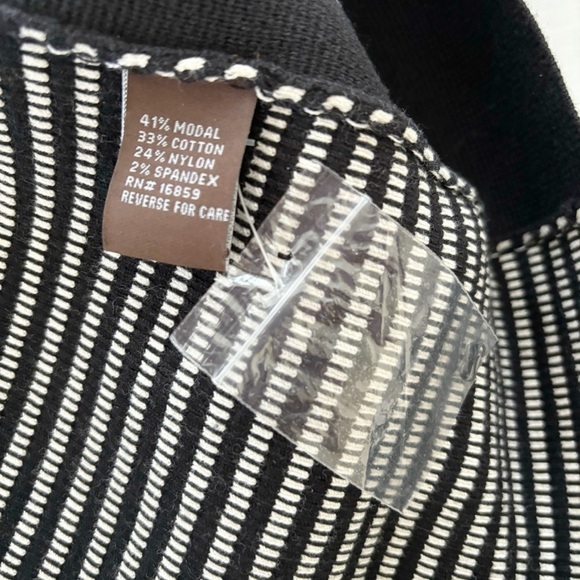 41% MODAL
33% COTTON
24% NYLON
2% SPANDEX
RN# 16859
REVERSE FOR CARE